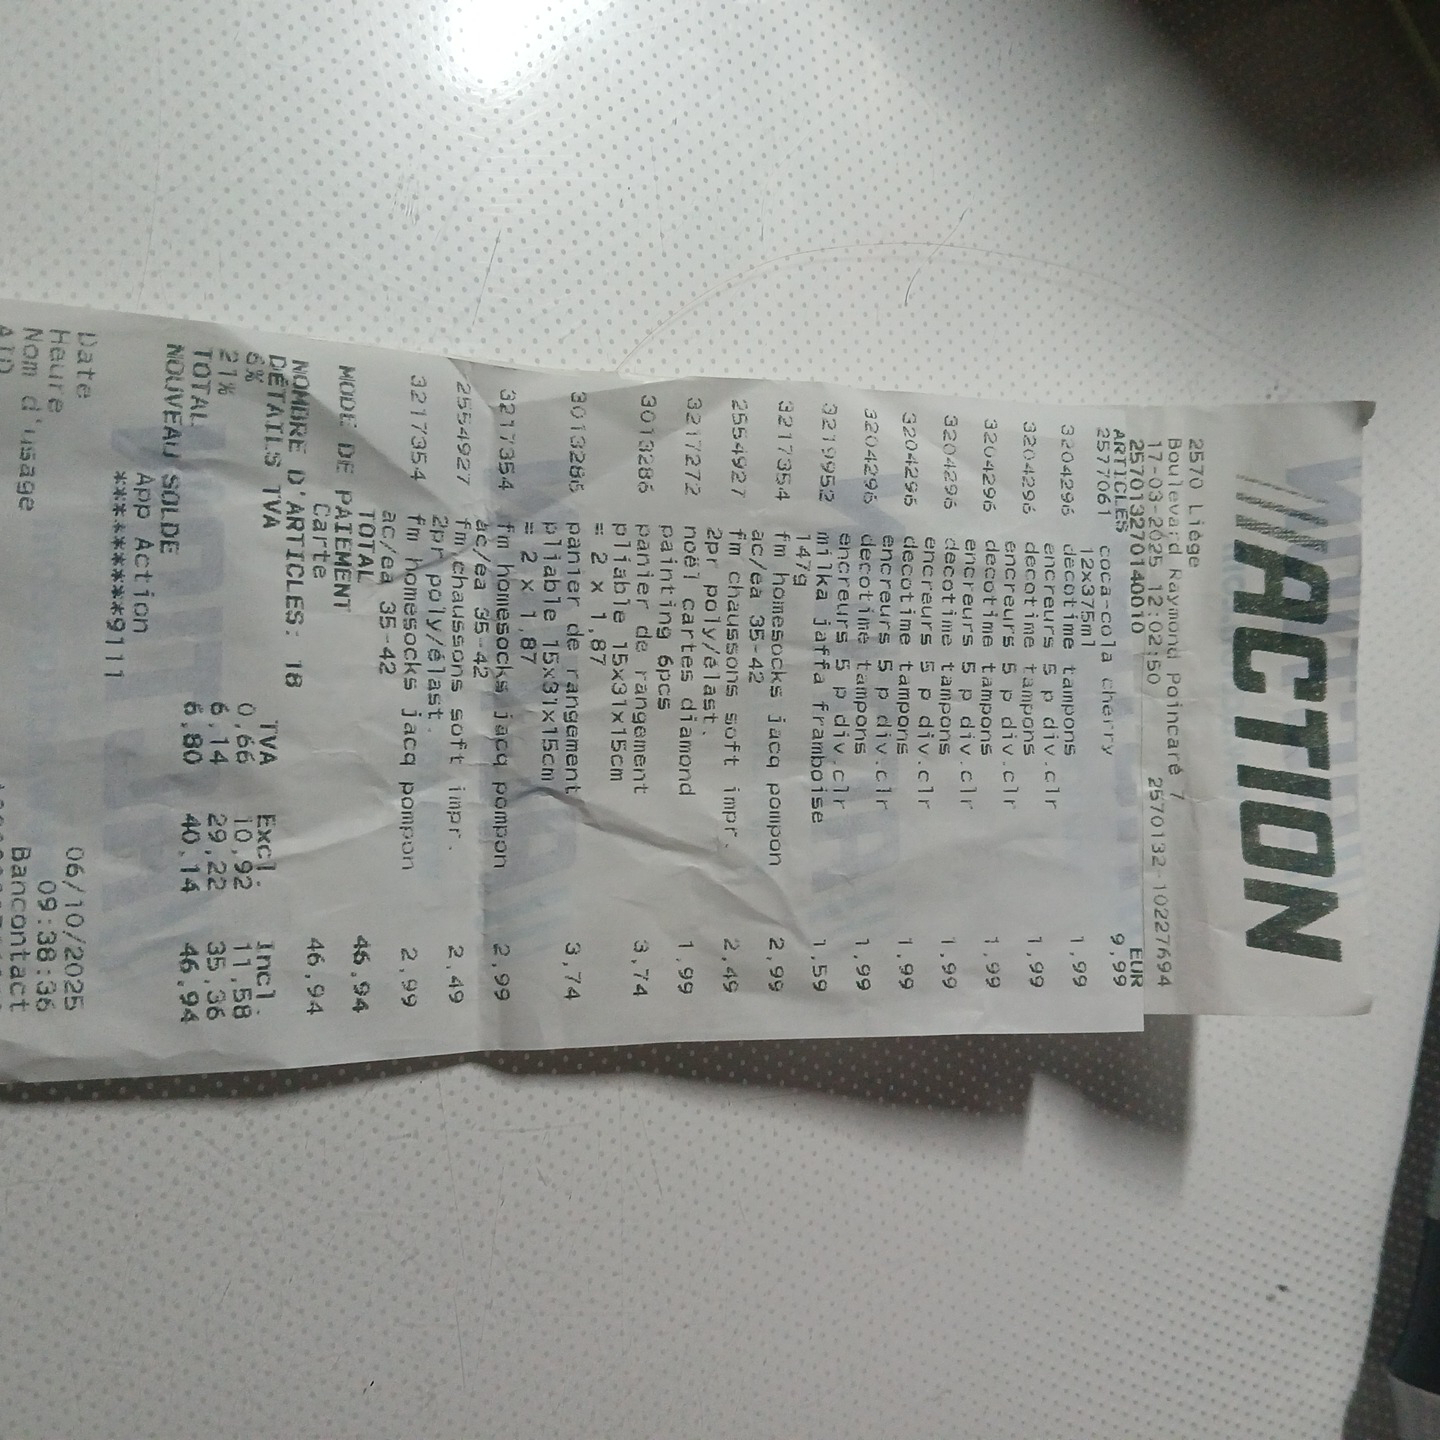 ACTION
2570 Liège
Boulevard Raymond Poincaré 7
17-03-2025 12:02:50 2570132-10227694
2570132701400010 EUR
ARTICLES
2577061 coca-cola cherry 9,99
12x375ml
3204296 decotime tampons 1,99
encreurs 5 p div.clr
3204296 decotime tampons 1,99
encreurs 5 p div.clr
3204296 decotime tampons 1,99
encreurs 5 p div.clr
3204296 decotime tampons 1,99
encreurs 5 p div.clr
3204296 decotime tampons 1,99
encreurs 5 p div.clr
3204296 decotime tampons 1,99
encreurs 5 p div.clr
3219952 milka jaffa framboise 1,59
147g
3217354 fm homesocks jacq pompon 2,99
ac/ea 35-42
2554927 fm chaussons soft impr. 2,49
2pr poly/élast.
3217272 noël cartes diamond 1,99
painting 6pcs
3013286 panier de rangement 3,74
pliable 15x31x15cm
= 2 x 1,87
3013286 panier de rangement 3,74
pliable 15x31x15cm
= 2 x 1,87
3217354 fm homesocks jacq pompon 2,99
ac/ea 35-42
2554927 fm chaussons soft impr. 2,49
2pr poly/élast.
3217354 fm homesocks jacq pompon 2,99
ac/ea 35-42
TOTAL 46,94
MODE DE PAIEMENT
Carte 46,94
NOMBRE D'ARTICLES: 18
DÉTAILS TVA TVA Excl. Incl.
6% 0,66 10,92 11,58
21% 6,14 29,22 35,36
TOTAL 6,80 40,14 46,94
NOUVEAU SOLDE
App Action
*********9111
Date 06/10/2025
Heure 09:38:36
Nom d'usage Bancontact
AID